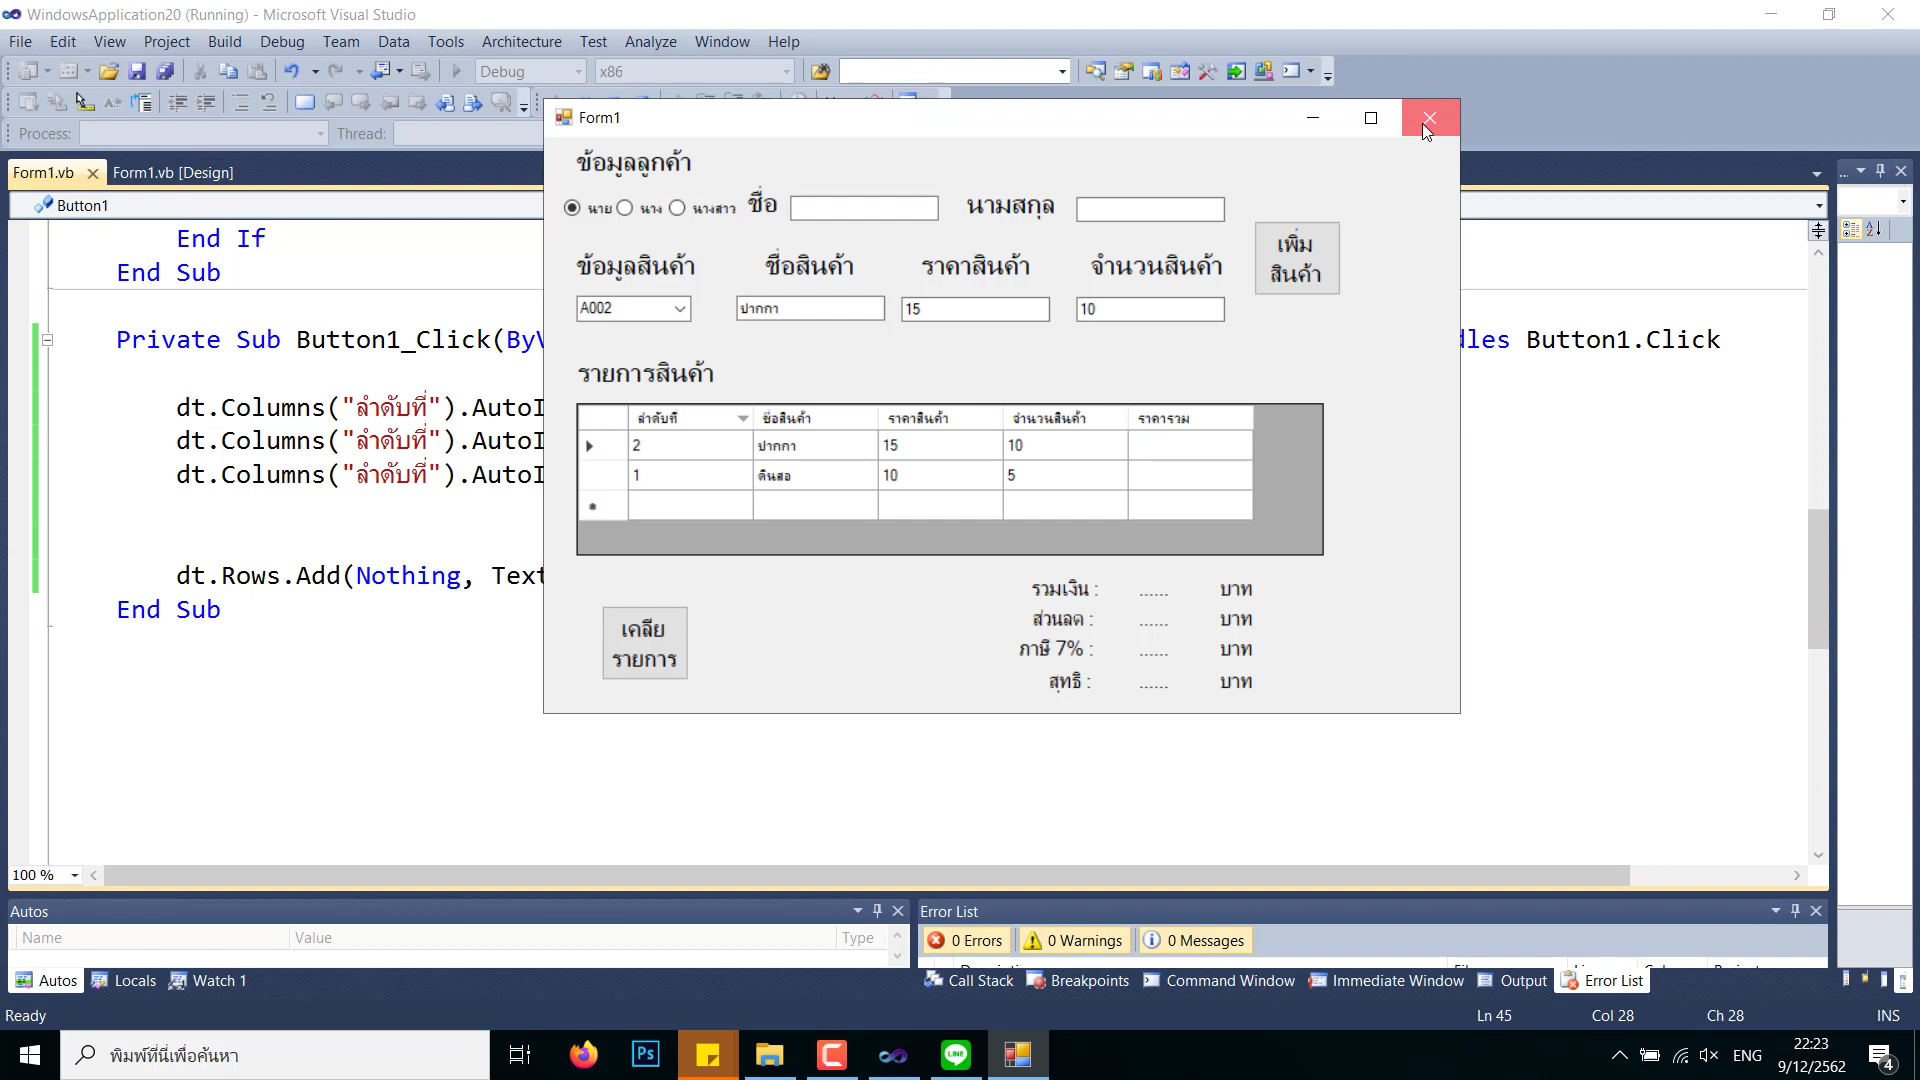 WindowsApplication20 (Running) - Microsoft Visual Studio
File Edit View Project Build Debug Team Data Tools Architecture Test Analyze Window Help
Debug x86
Process: Thread:
Form1.vb Form1.vb [Design]
Button1
End If
End Sub
Private Sub Button1_Click( Button1.Click
dt.Columns("ลำดับที่")
dt.Columns("ลำดับที่")
dt.Columns("ลำดับที่")
dt.Rows.Add(Nothing,
End Sub
Form1
ข้อมูลลูกค้า
นาย นาง นางสาว ชื่อ นามสกุล
เพิ่ม
สินค้า
ข้อมูลสินค้า ชื่อสินค้า ราคาสินค้า จำนวนสินค้า
A002 ปากกา 15 10
รายการสินค้า
ลำดับที่ ชื่อสินค้า ราคาสินค้า จำนวนสินค้า ราคารวม
2 ปากกา 15 10
1 ดินสอ 10 5
รวมเงิน : ...... บาท
ส่วนลด : ...... บาท
ภาษี 7% : ...... บาท
สุทธิ : ...... บาท
เคลีย
รายการ
100 %
Autos
Name Value Type
Autos Locals Watch 1
Error List
0 Errors 0 Warnings 0 Messages
Call Stack Breakpoints Command Window Immediate Window Output Error List
Ready Ln 45 Col 28 Ch 28 INS
พิมพ์ที่นี่เพื่อค้นหา
Ps
LINE
ENG
22:23
9/12/2562
4